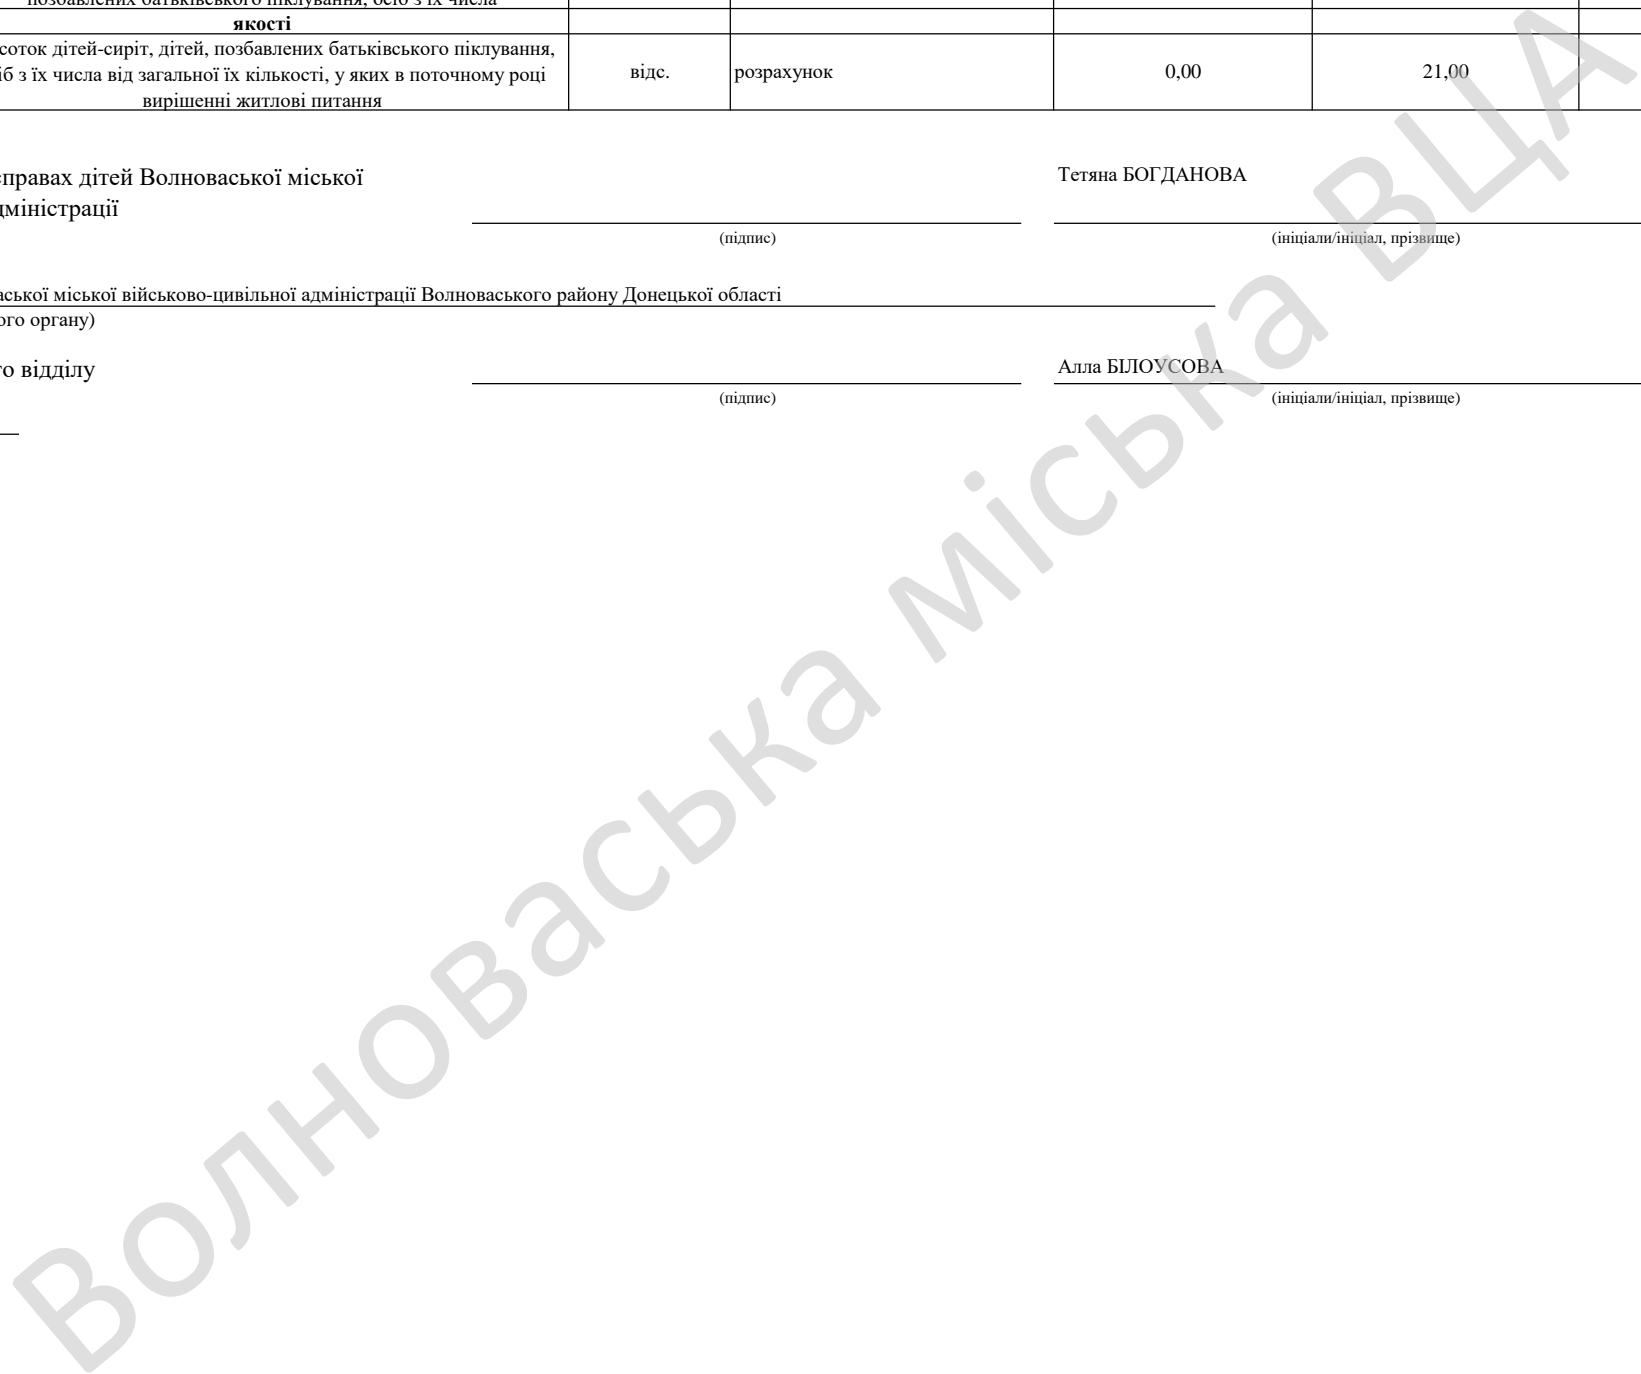 позбавлених батьківського піклування, осіб з їх числа
якості
соток дітей-сиріт, дітей, позбавлених батьківського піклування,
іб з їх числа від загальної їх кількості, у яких в поточному році
вирішенні житлові питання
відс.
розрахунок
0,00
21,00
справах дітей Волноваської міської
дміністрації
Тетяна БОГДАНОВА
(підпис)
(ініціали/ініціал, прізвище)
аської міської військово-цивільної адміністрації Волноваського району Донецької області
ого органу)
го відділу
Алла БІЛОУСОВА
(підпис)
(ініціали/ініціал, прізвище)
Волноваська міська ВЦА